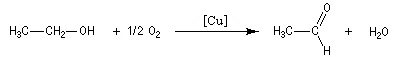 H₃C—CH₂—OH + 1/2 O₂ [Cu] H₃C—C O H + H₂O